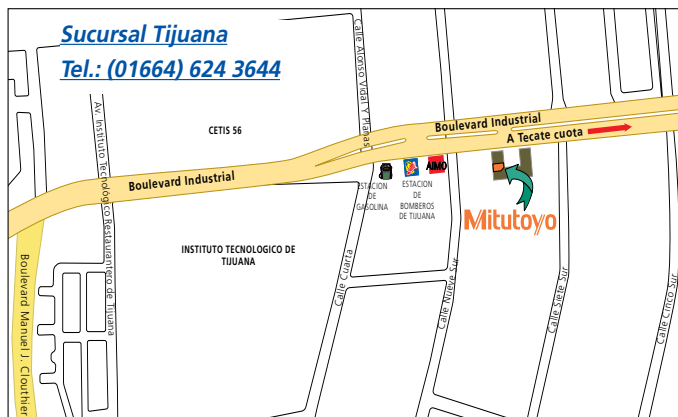 Sucursal Tijuana
Tel.: (01664) 624 3644
Calle Alonso Vidal Y Planas
Av. Instituto Tecnológico Restaurantero de Tijuana
CETIS 56
Boulevard Industrial
A Tecate cuota
Boulevard Industrial
AIMO
ESTACION
DE
GASOLINA
ESTACION
DE
BOMBEROS
DE TIJUANA
Mitutoyo
INSTITUTO TECNOLOGICO DE
TIJUANA
Calle Cuarta
Calle Nueve Sur
Calle Siete Sur
Calle Cinco Sur
Boulevard Manuel J. Clouthier